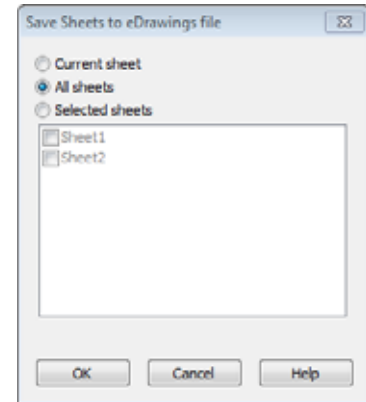 Save Sheets to eDrawings file
Current sheet
All sheets
Selected sheets
Sheet1
Sheet2
OK Cancel Help